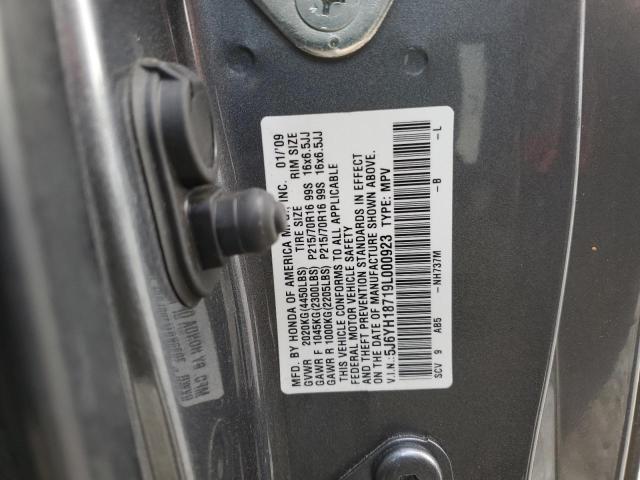 MFD. BY HONDA OF AMERICA MFG., INC. 01/'09
TIRE SIZE RIM SIZE
GVWR 2020KG(4450LBS)
GAWR F 1045KG(2300LBS) P215/70R16 99S 16x6.5JJ
GAWR R 1000KG(2205LBS) P215/70R16 99S 16x6.5JJ
THIS VEHICLE CONFORMS TO ALL APPLICABLE
FEDERAL MOTOR VEHICLE SAFETY
AND THEFT PREVENTION STANDARDS IN EFFECT
ON THE DATE OF MANUFACTURE SHOWN ABOVE.
V.I.N.:5J6YH18719L000923 TYPE: MPV
SCV 9 AB5 -NH737M -B -L